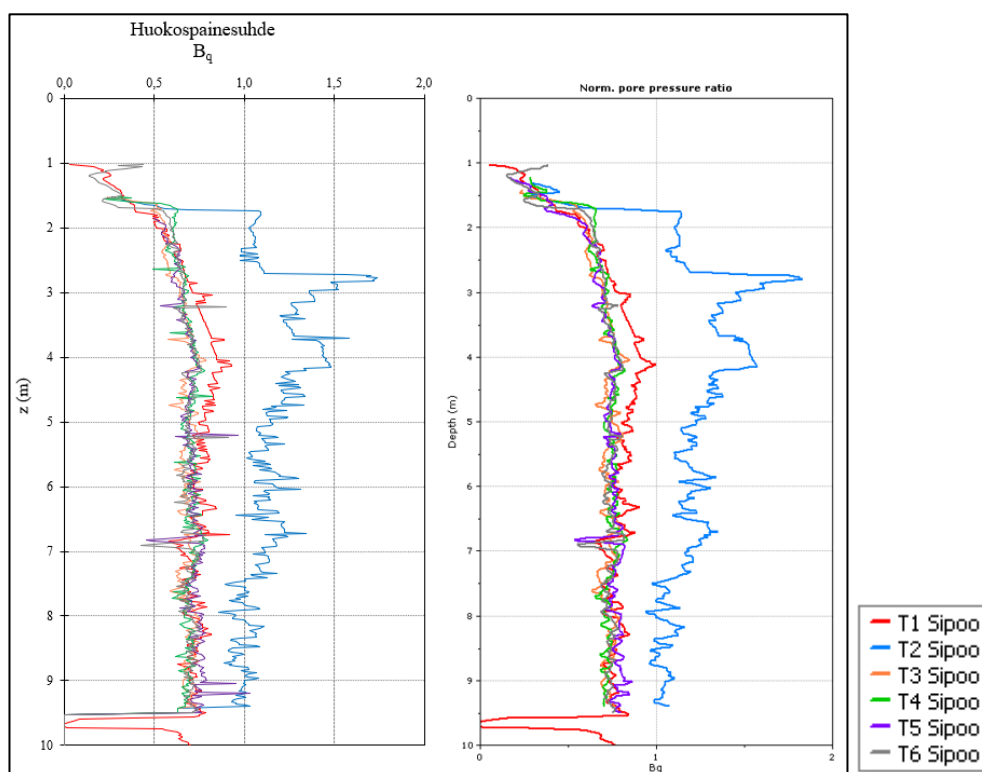 Huokospainesuhde
Bq
0,0 0,5 1,0 1,5 2,0
0
1
2
3
4
5
6
7
8
9
10
z (m)
Norm. pore pressure ratio
0
1
2
3
4
5
6
7
8
9
10
Depth (m)
0 1 2
Bq
T1 Sipoo
T2 Sipoo
T3 Sipoo
T4 Sipoo
T5 Sipoo
T6 Sipoo